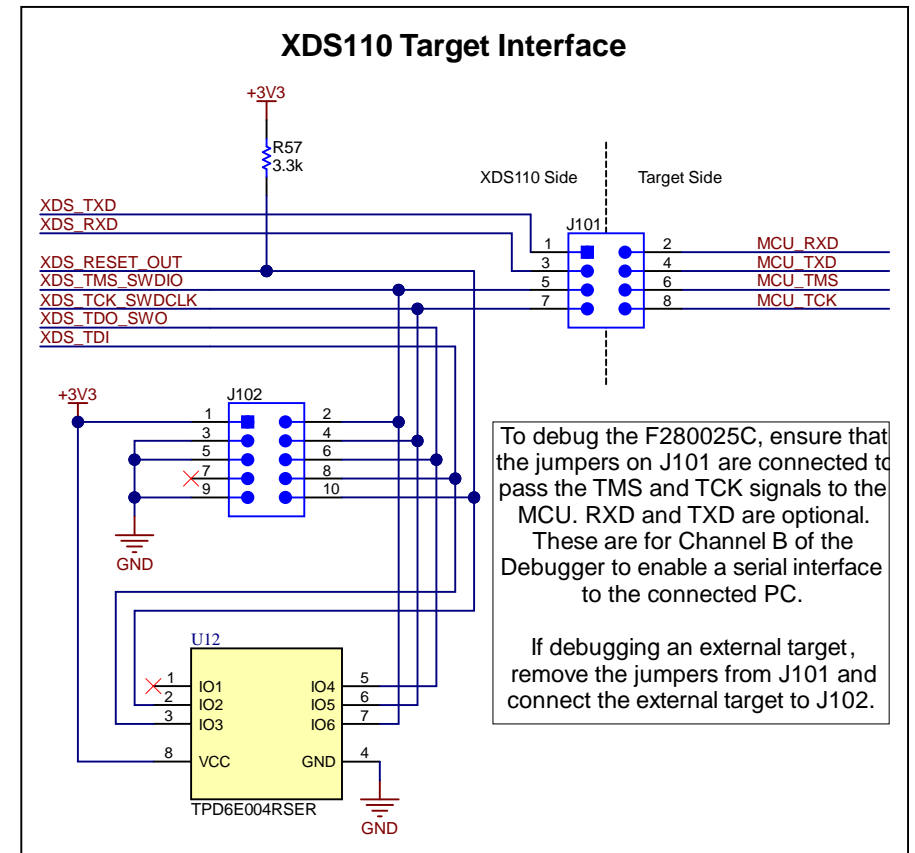 XDS110 Target Interface
+3V3
R57
3.3k
XDS110 Side
Target Side
XDS_TXD
XDS_RXD
XDS_RESET_OUT
XDS_TMS_SWDIO
XDS_TCK_SWDCLK
XDS_TDO_SWO
XDS_TDI
J101
1 2 MCU_RXD
3 4 MCU_TXD
5 6 MCU_TMS
7 8 MCU_TCK
+3V3
J102
1 2
3 4
5 6
7 8
9 10
GND
To debug the F280025C, ensure that
the jumpers on J101 are connected to
pass the TMS and TCK signals to the
MCU. RXD and TXD are optional.
These are for Channel B of the
Debugger to enable a serial interface
to the connected PC.
If debugging an external target,
remove the jumpers from J101 and
connect the external target to J102.
U12
1 IO1 IO4 5
2 IO2 IO5 6
3 IO3 IO6 7
8 VCC GND 4
TPD6E004RSER
GND